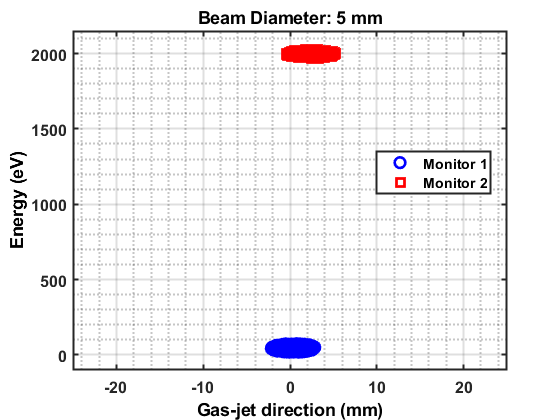 Beam Diameter: 5 mm
Energy (eV)
2000
1500
1000
500
0
Monitor 1
Monitor 2
-20
-10
0
10
20
Gas-jet direction (mm)